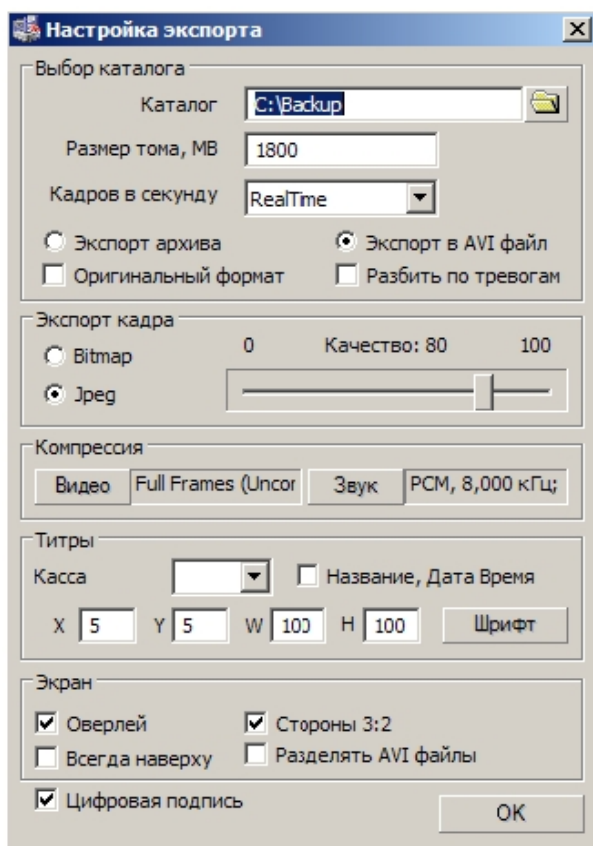 Настройка экспорта
Выбор каталога
Каталог C:\Backup
Размер тома, MB 1800
Кадров в секунду RealTime
Экспорт архива Экспорт в AVI файл
Оригинальный формат Разбить по тревогам
Экспорт кадра
Bitmap 0 Качество: 80 100
Jpeg
Компрессия
Видео Full Frames (Uncor Звук PCM, 8,000 кГц;
Титры
Касса Название, Дата Время
X 5 Y 5 W 100 H 100 Шрифт
Экран
Оверлей Стороны 3:2
Всегда наверху Разделять AVI файлы
Цифровая подпись OK